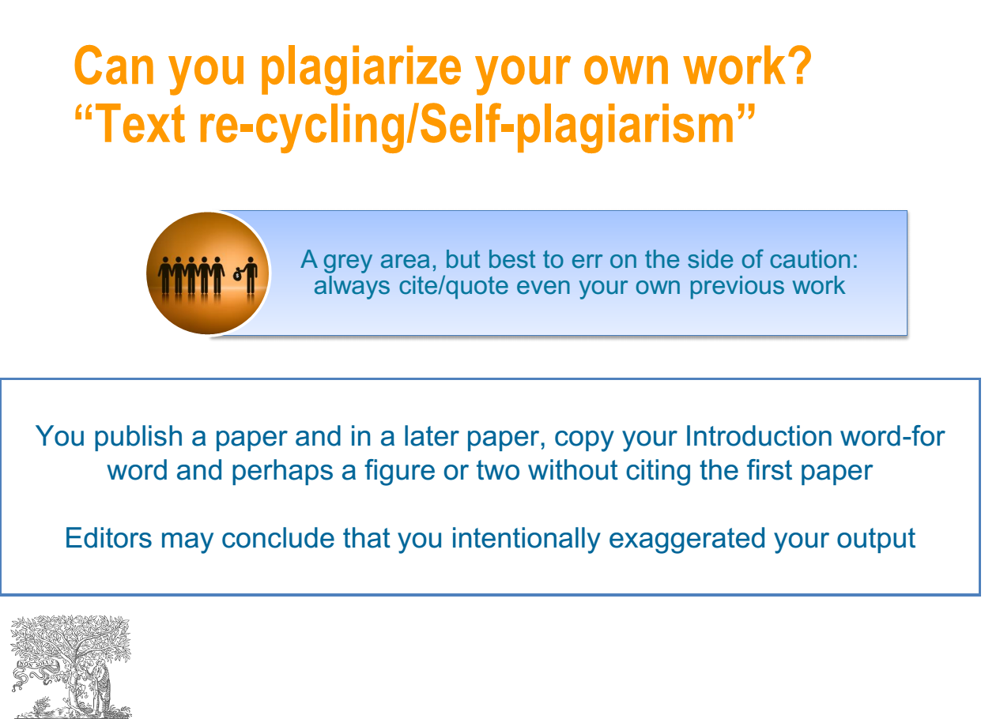 Can you plagiarize your own work?
“Text re-cycling/Self-plagiarism”
A grey area, but best to err on the side of caution:
always cite/quote even your own previous work
You publish a paper and in a later paper, copy your Introduction word-for
word and perhaps a figure or two without citing the first paper
Editors may conclude that you intentionally exaggerated your output
NON SOLUS